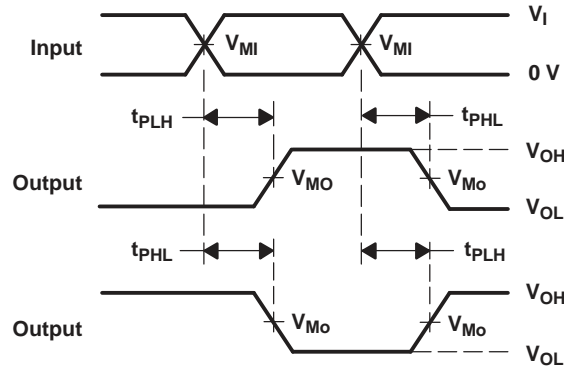 V_I
Input
V_MI
V_MI
0 V
t_PLH
t_PHL
V_OH
Output
V_MO
V_Mo
V_OL
t_PHL
t_PLH
V_OH
Output
V_Mo
V_Mo
V_OL